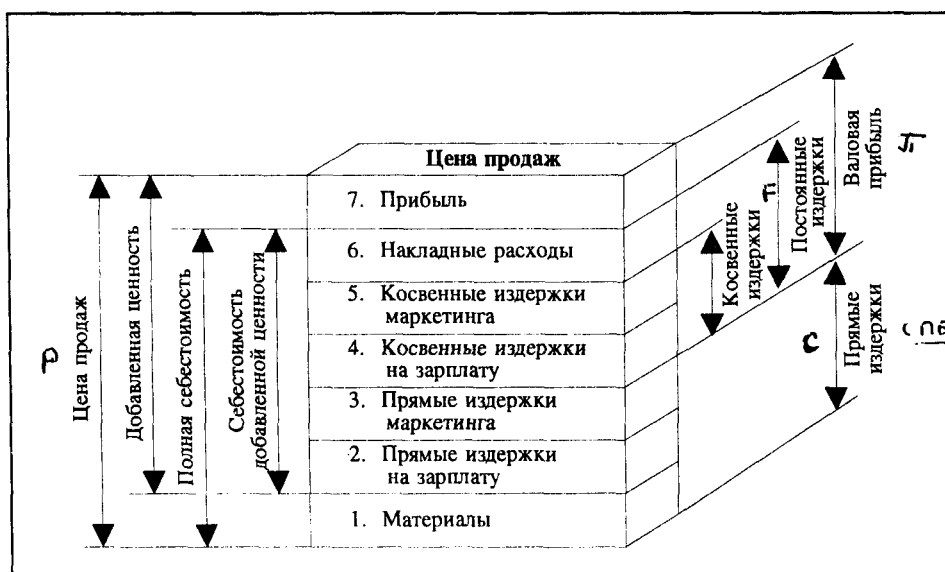 Цена продаж
7. Прибыль
6. Накладные расходы
5. Косвенные издержки
маркетинга
4. Косвенные издержки
на зарплату
3. Прямые издержки
маркетинга
2. Прямые издержки
на зарплату
1. Материалы
P
Цена продаж
Добавленная ценность
Полная себестоимость
Себестоимость
добавленной ценности
Косвенные
издержки
F
Постоянные
издержки
Валовая
прибыль
C
Прямые
издержки